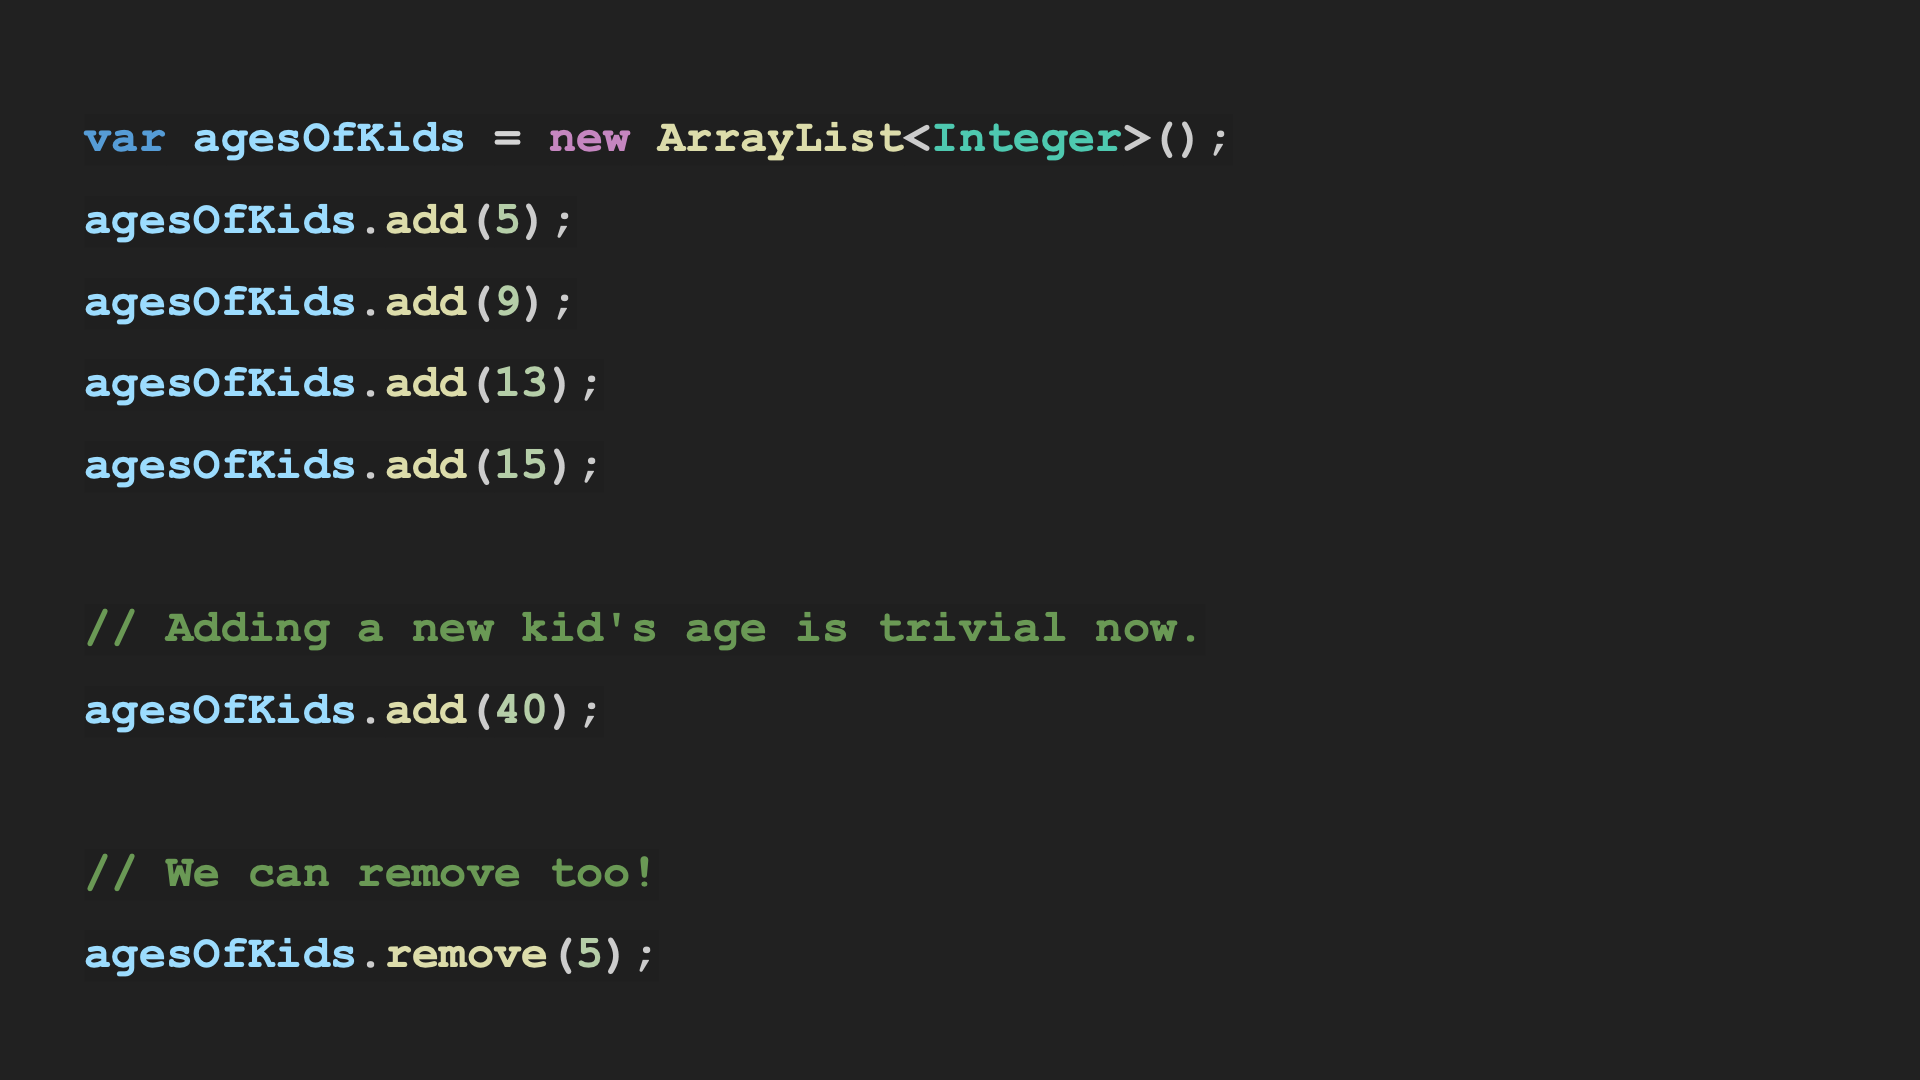 var agesOfKids = new ArrayList<Integer>();
agesOfKids.add(5);
agesOfKids.add(9);
agesOfKids.add(13);
agesOfKids.add(15);
// Adding a new kid's age is trivial now.
agesOfKids.add(40);
// We can remove too!
agesOfKids.remove(5);